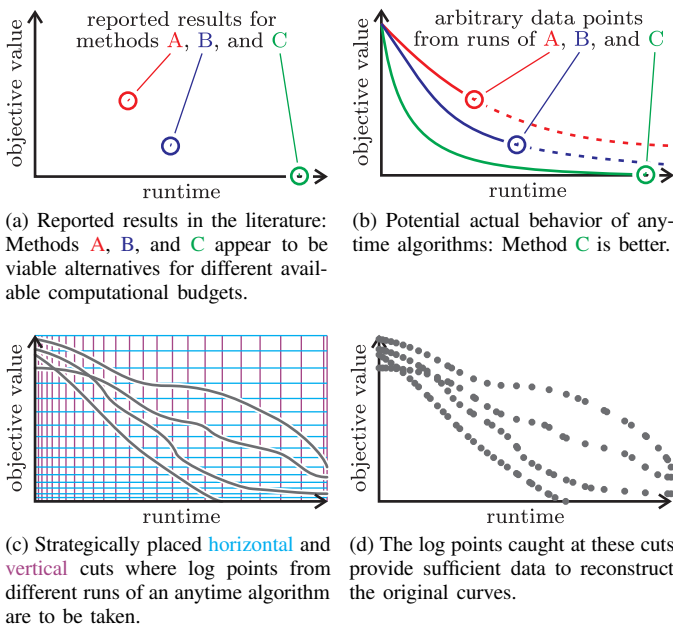 reported results for
methods A, B, and C
objective value
runtime
(a) Reported results in the literature:
Methods A, B, and C appear to be
viable alternatives for different avail-
able computational budgets.
arbitrary data points
from runs of A, B, and C
objective value
runtime
(b) Potential actual behavior of any-
time algorithms: Method C is better.
objective value
runtime
(c) Strategically placed horizontal and
vertical cuts where log points from
different runs of an anytime algorithm
are to be taken.
objective value
runtime
(d) The log points caught at these cuts
provide sufficient data to reconstruct
the original curves.